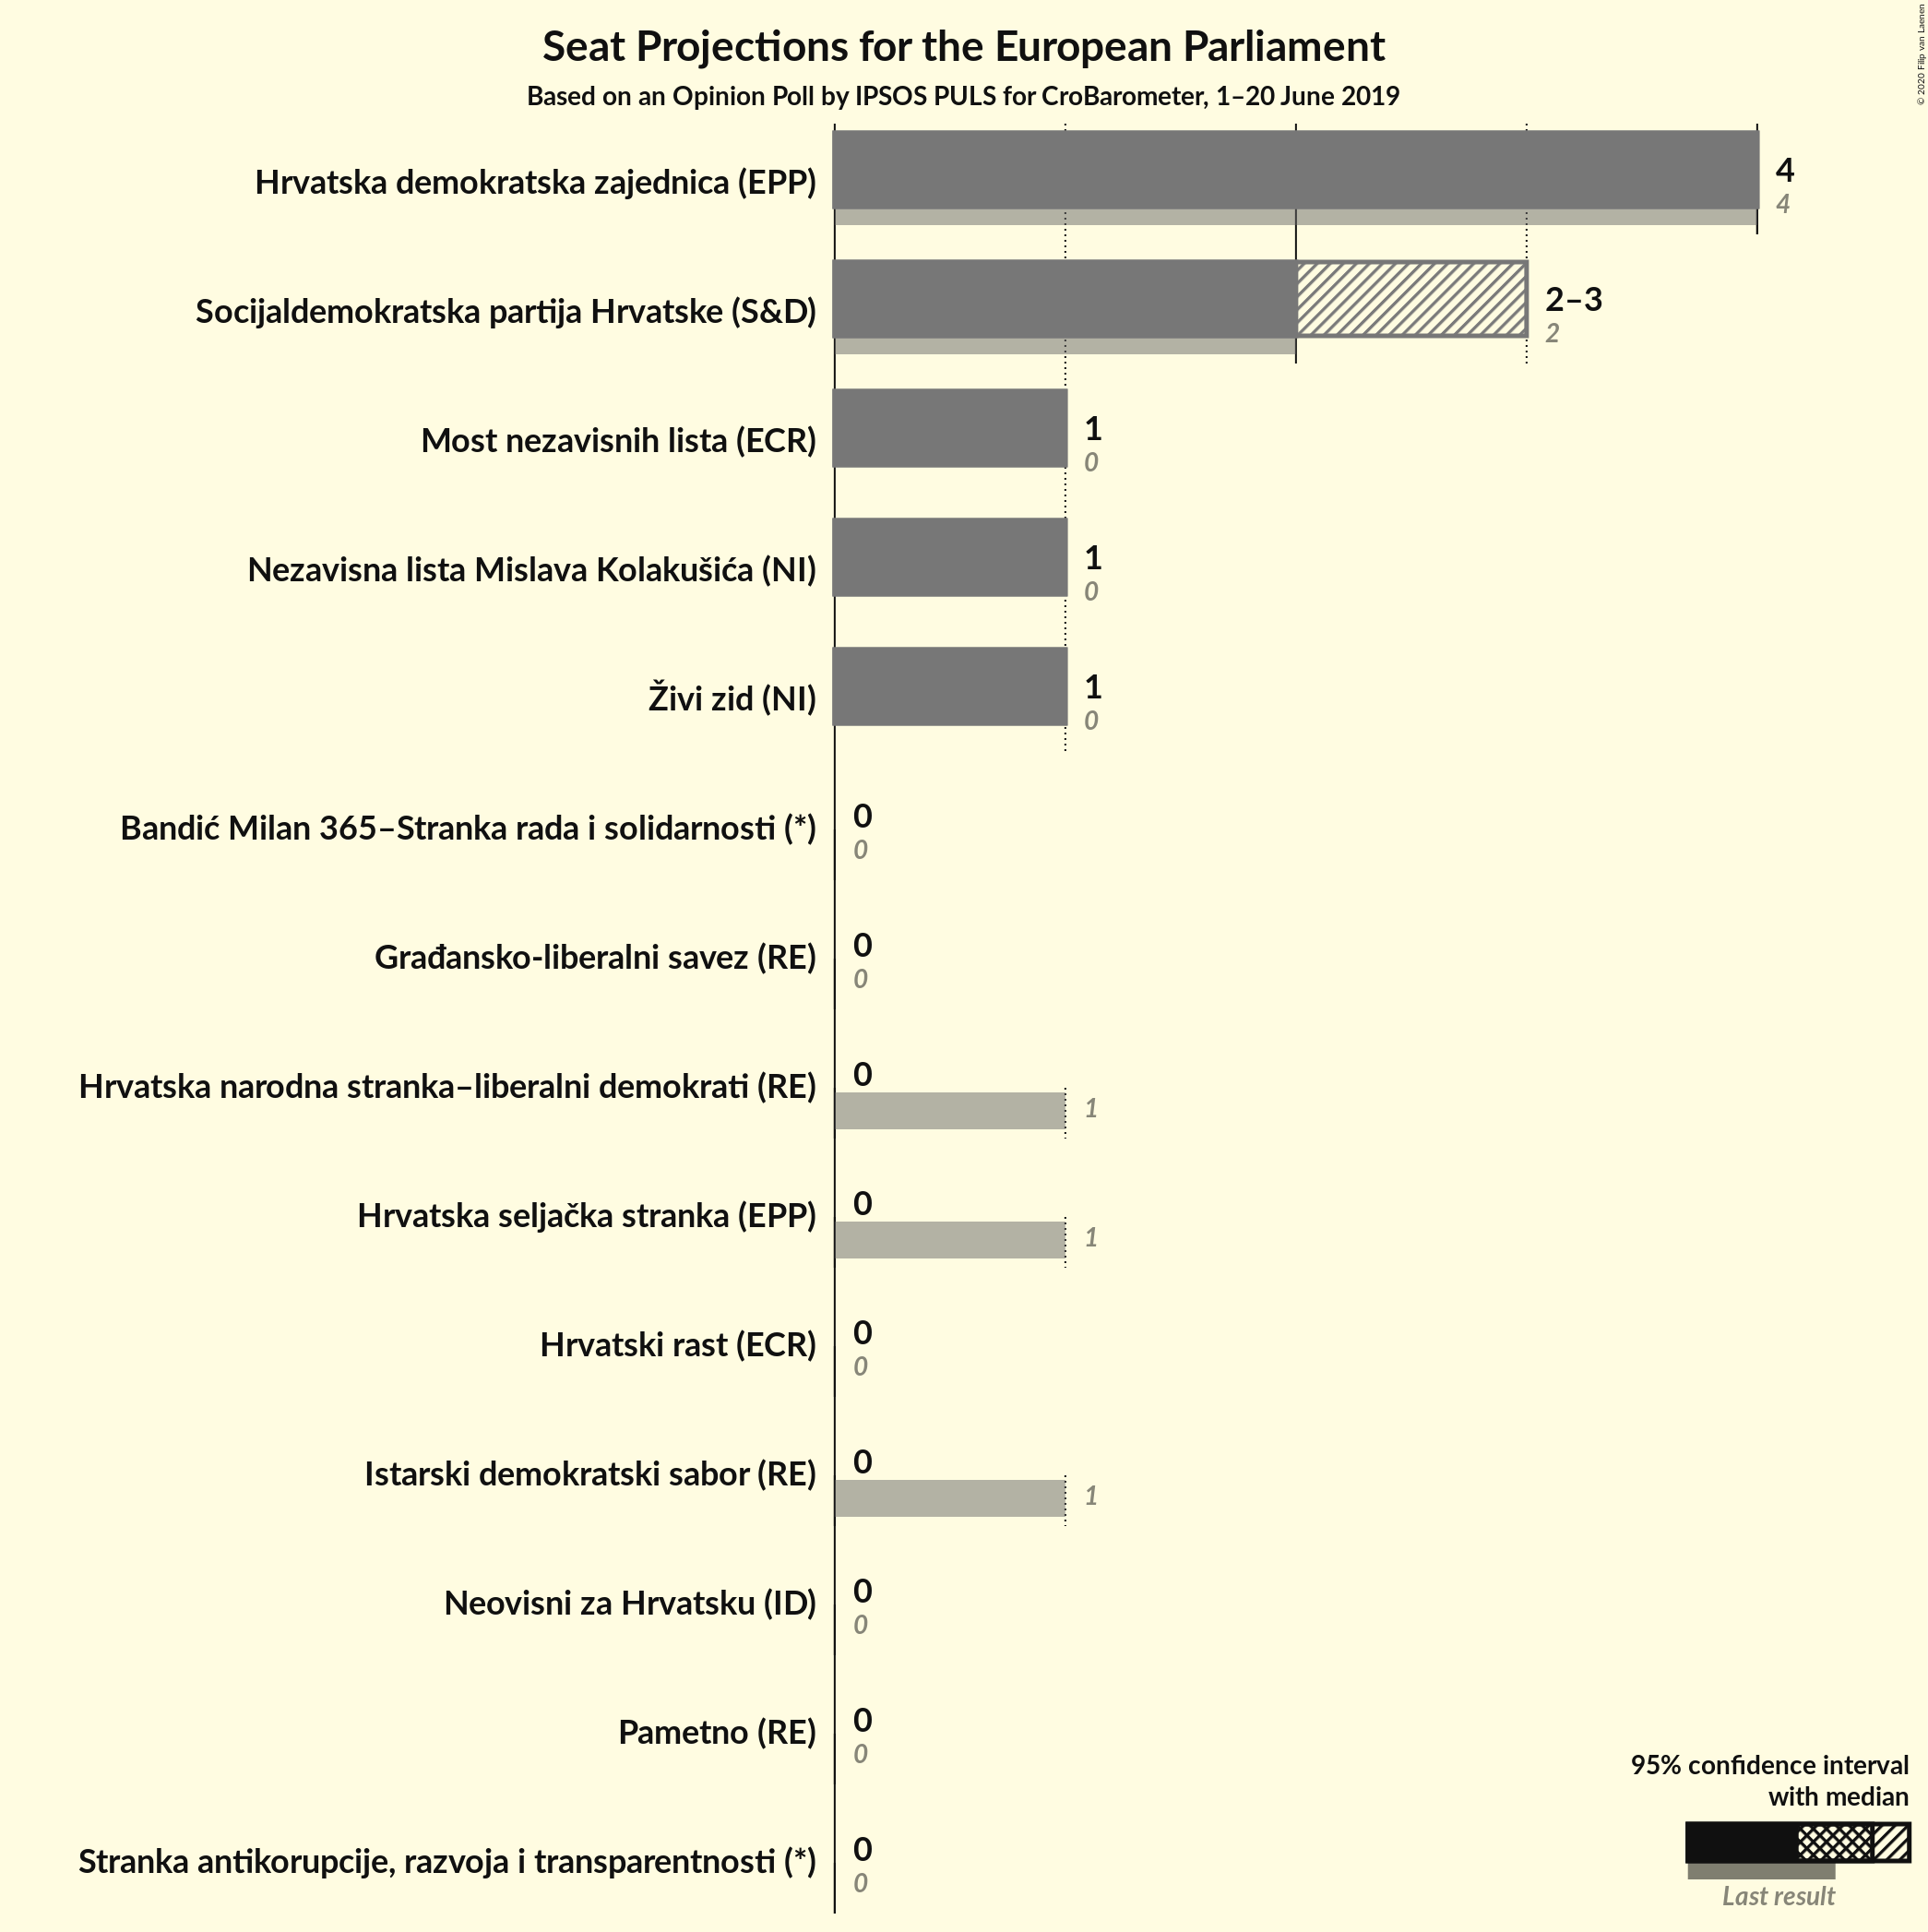 Seat Projections for the European Parliament
Based on an Opinion Poll by IPSOS PULS for CroBarometer, 1–20 June 2019
© 2020 Filip van Laenen
Hrvatska demokratska zajednica (EPP)
4
4
Socijaldemokratska partija Hrvatske (S&D)
2–3
2
Most nezavisnih lista (ECR)
1
0
Nezavisna lista Mislava Kolakušića (NI)
1
0
Živi zid (NI)
1
0
Bandić Milan 365–Stranka rada i solidarnosti (*)
0
0
Građansko-liberalni savez (RE)
0
0
Hrvatska narodna stranka–liberalni demokrati (RE)
0
1
Hrvatska seljačka stranka (EPP)
0
1
Hrvatski rast (ECR)
0
0
Istarski demokratski sabor (RE)
0
1
Neovisni za Hrvatsku (ID)
0
0
Pametno (RE)
0
0
Stranka antikorupcije, razvoja i transparentnosti (*)
0
0
95% confidence interval
with median
Last result